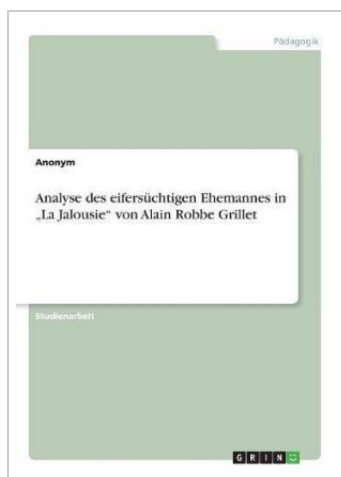 Pädagogik
Anonym
Analyse des eifersüchtigen Ehemannes in
„La Jalousie“ von Alain Robbe Grillet
Studienarbeit
GRIN